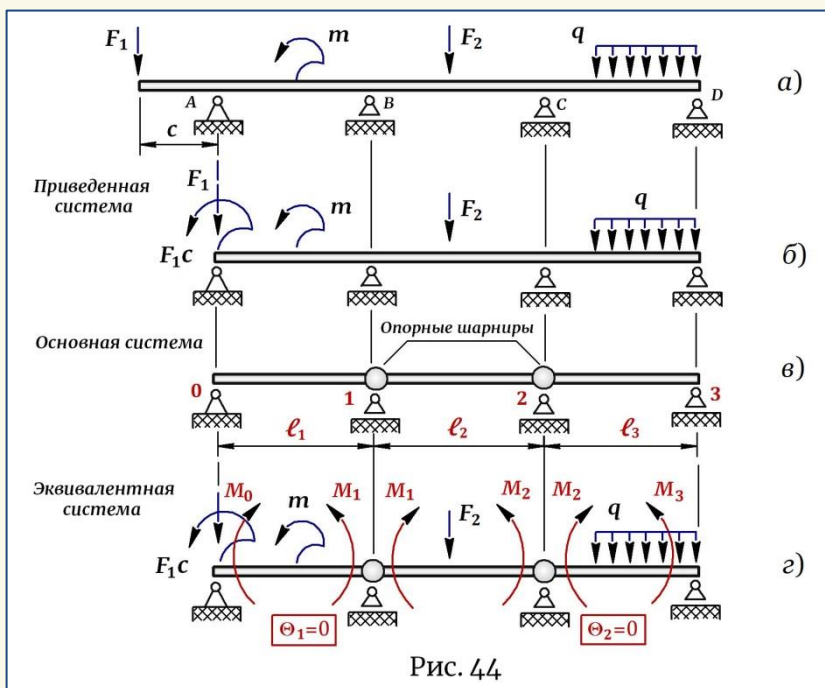 F₁ m F₂ q а)
A B C D
c
Приведенная
система
F₁ m F₂ q
F₁c б)
Опорные шарниры
Основная система в)
0 1 2 3
ℓ₁ ℓ₂ ℓ₃
Эквивалентная
система
M₀ m M₁ M₁ F₂ M₂ M₂ q M₃
F₁c г)
Θ₁=0 Θ₂=0
Рис. 44